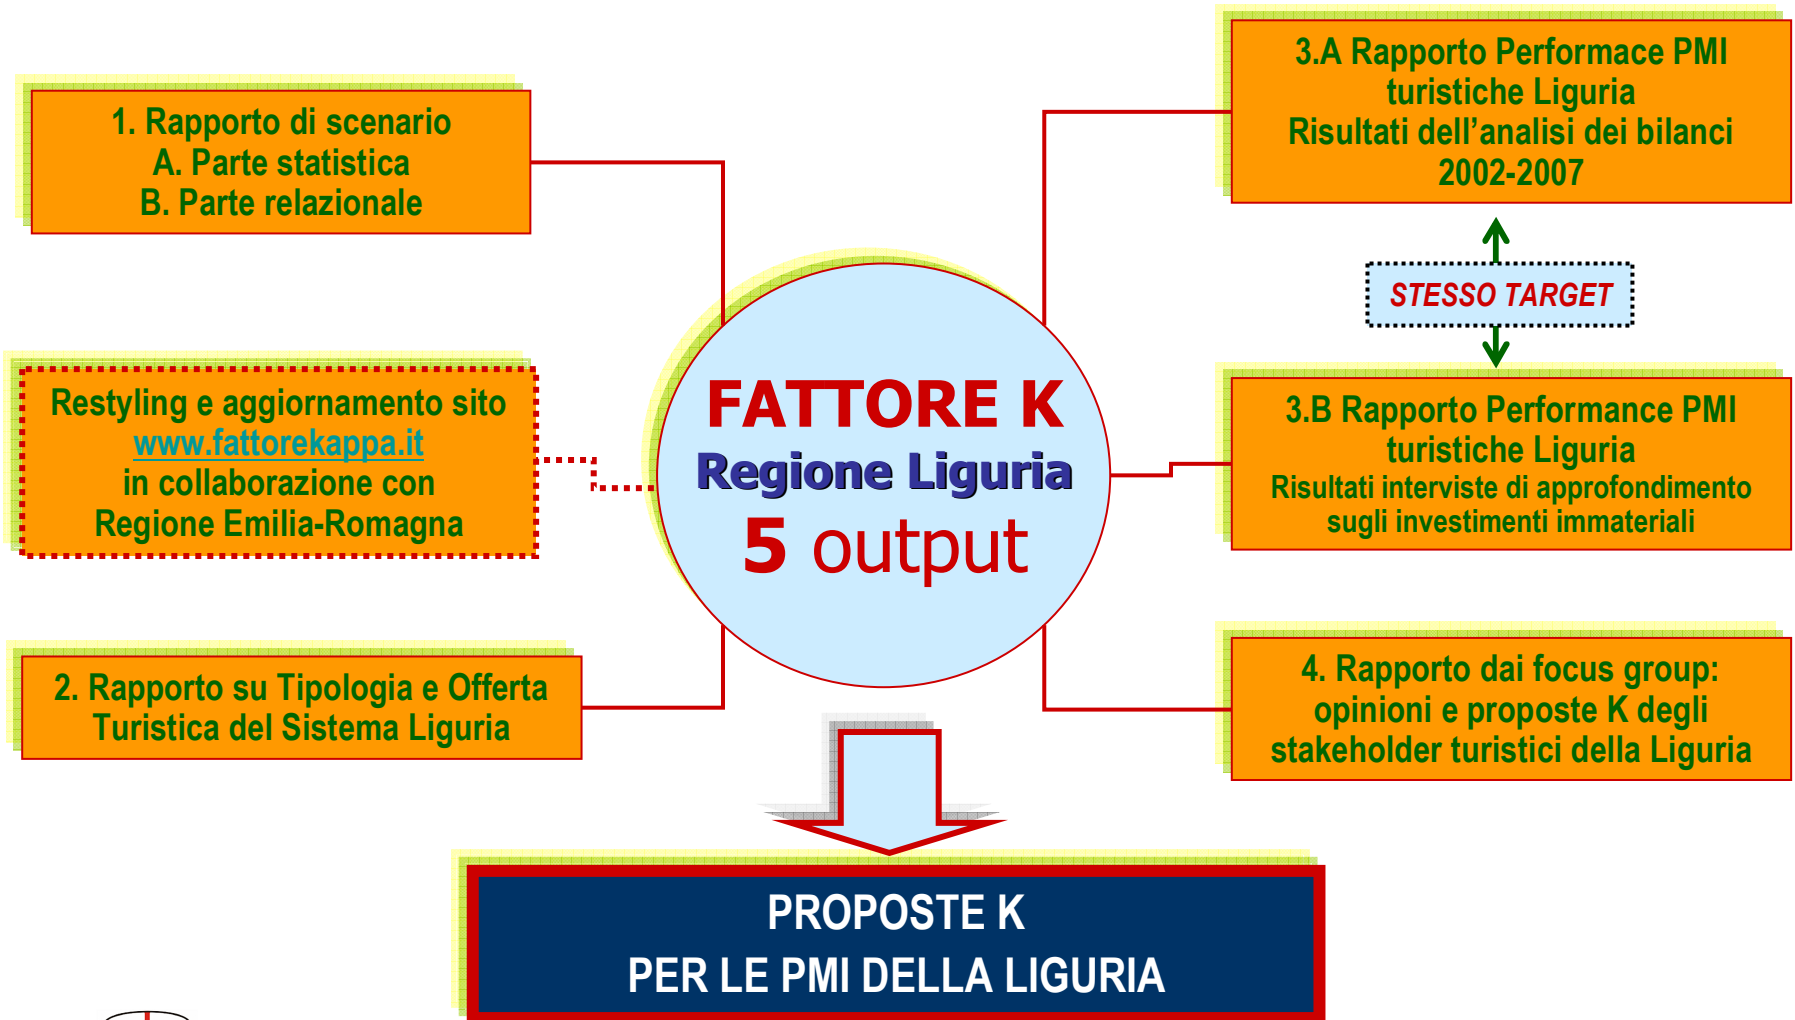 1. Rapporto di scenario
A. Parte statistica
B. Parte relazionale
Restyling e aggiornamento sito
www.fattorekappa.it
in collaborazione con
Regione Emilia-Romagna
2. Rapporto su Tipologia e Offerta
Turistica del Sistema Liguria
FATTORE K
Regione Liguria
5 output
3.A Rapporto Performace PMI
turistiche Liguria
Risultati dell'analisi dei bilanci
2002-2007
STESSO TARGET
3.B Rapporto Performance PMI
turistiche Liguria
Risultati interviste di approfondimento
sugli investimenti immateriali
4. Rapporto dai focus group:
opinioni e proposte K degli
stakeholder turistici della Liguria
PROPOSTE K
PER LE PMI DELLA LIGURIA